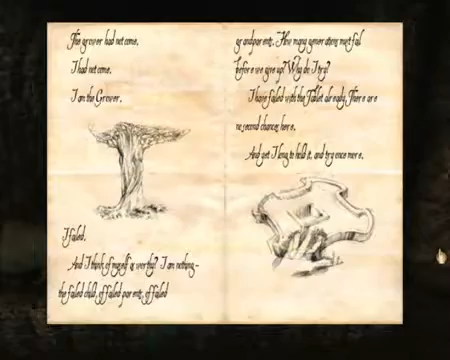 The grower had not come.
I had not come.
I am the Grower.
I failed.
And I think of myself as worthy? I am nothing -
the failed child, of failed parents, of failed
grandparents. How many generations must fail
before we give up? Why do I try?
I have failed with the Tablet already. There are
no second chances here.
And yet I long to hold it, and try once more.